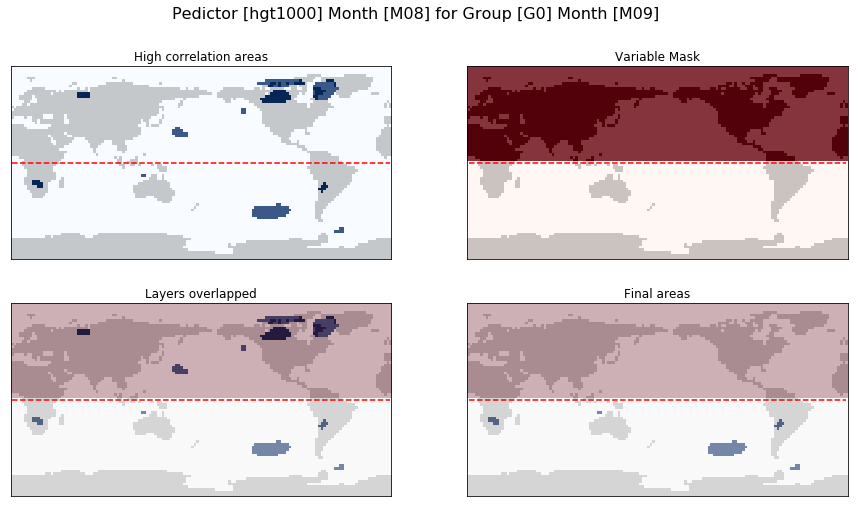 Pedictor [hgt1000] Month [M08] for Group [G0] Month [M09]
High correlation areas
Variable Mask
Layers overlapped
Final areas